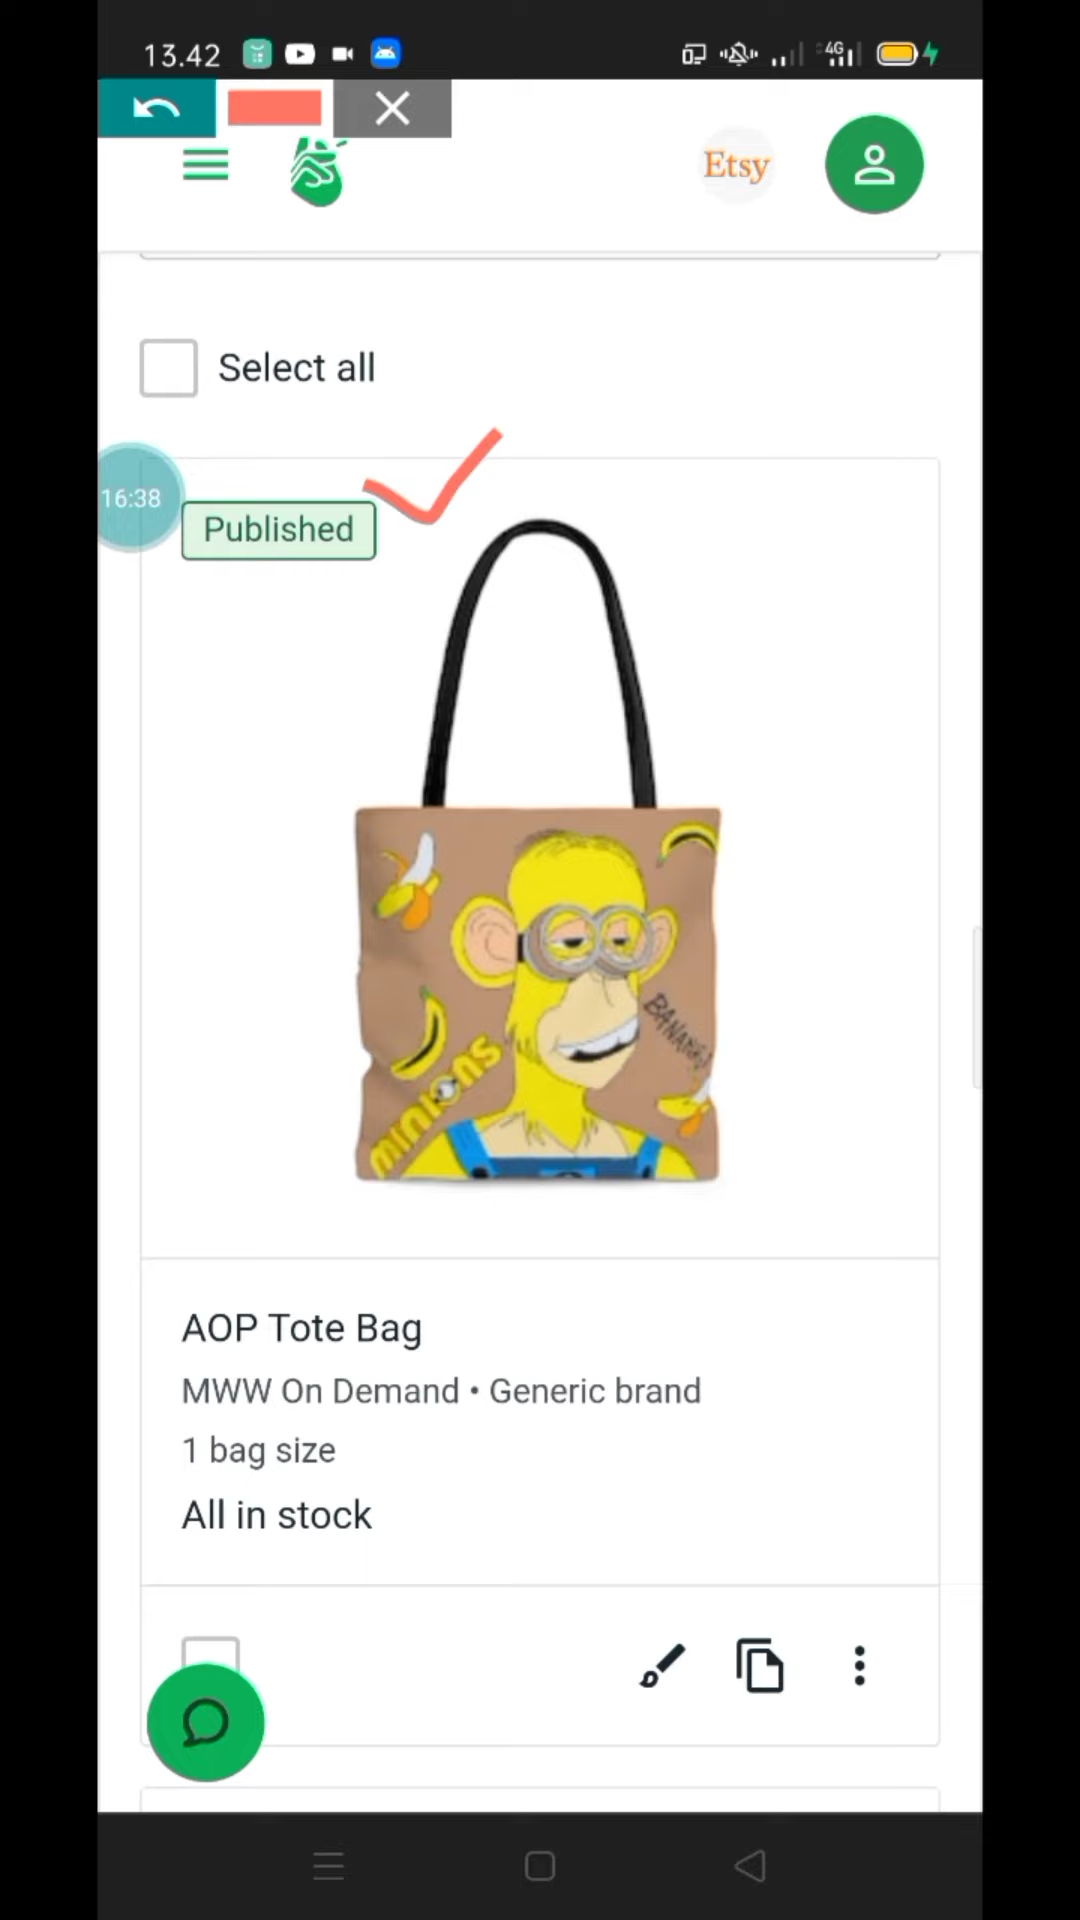 13.42
4G
Etsy
Select all
16:38
Published
BANANA!
MINIONS
AOP Tote Bag
MWW On Demand • Generic brand
1 bag size
All in stock